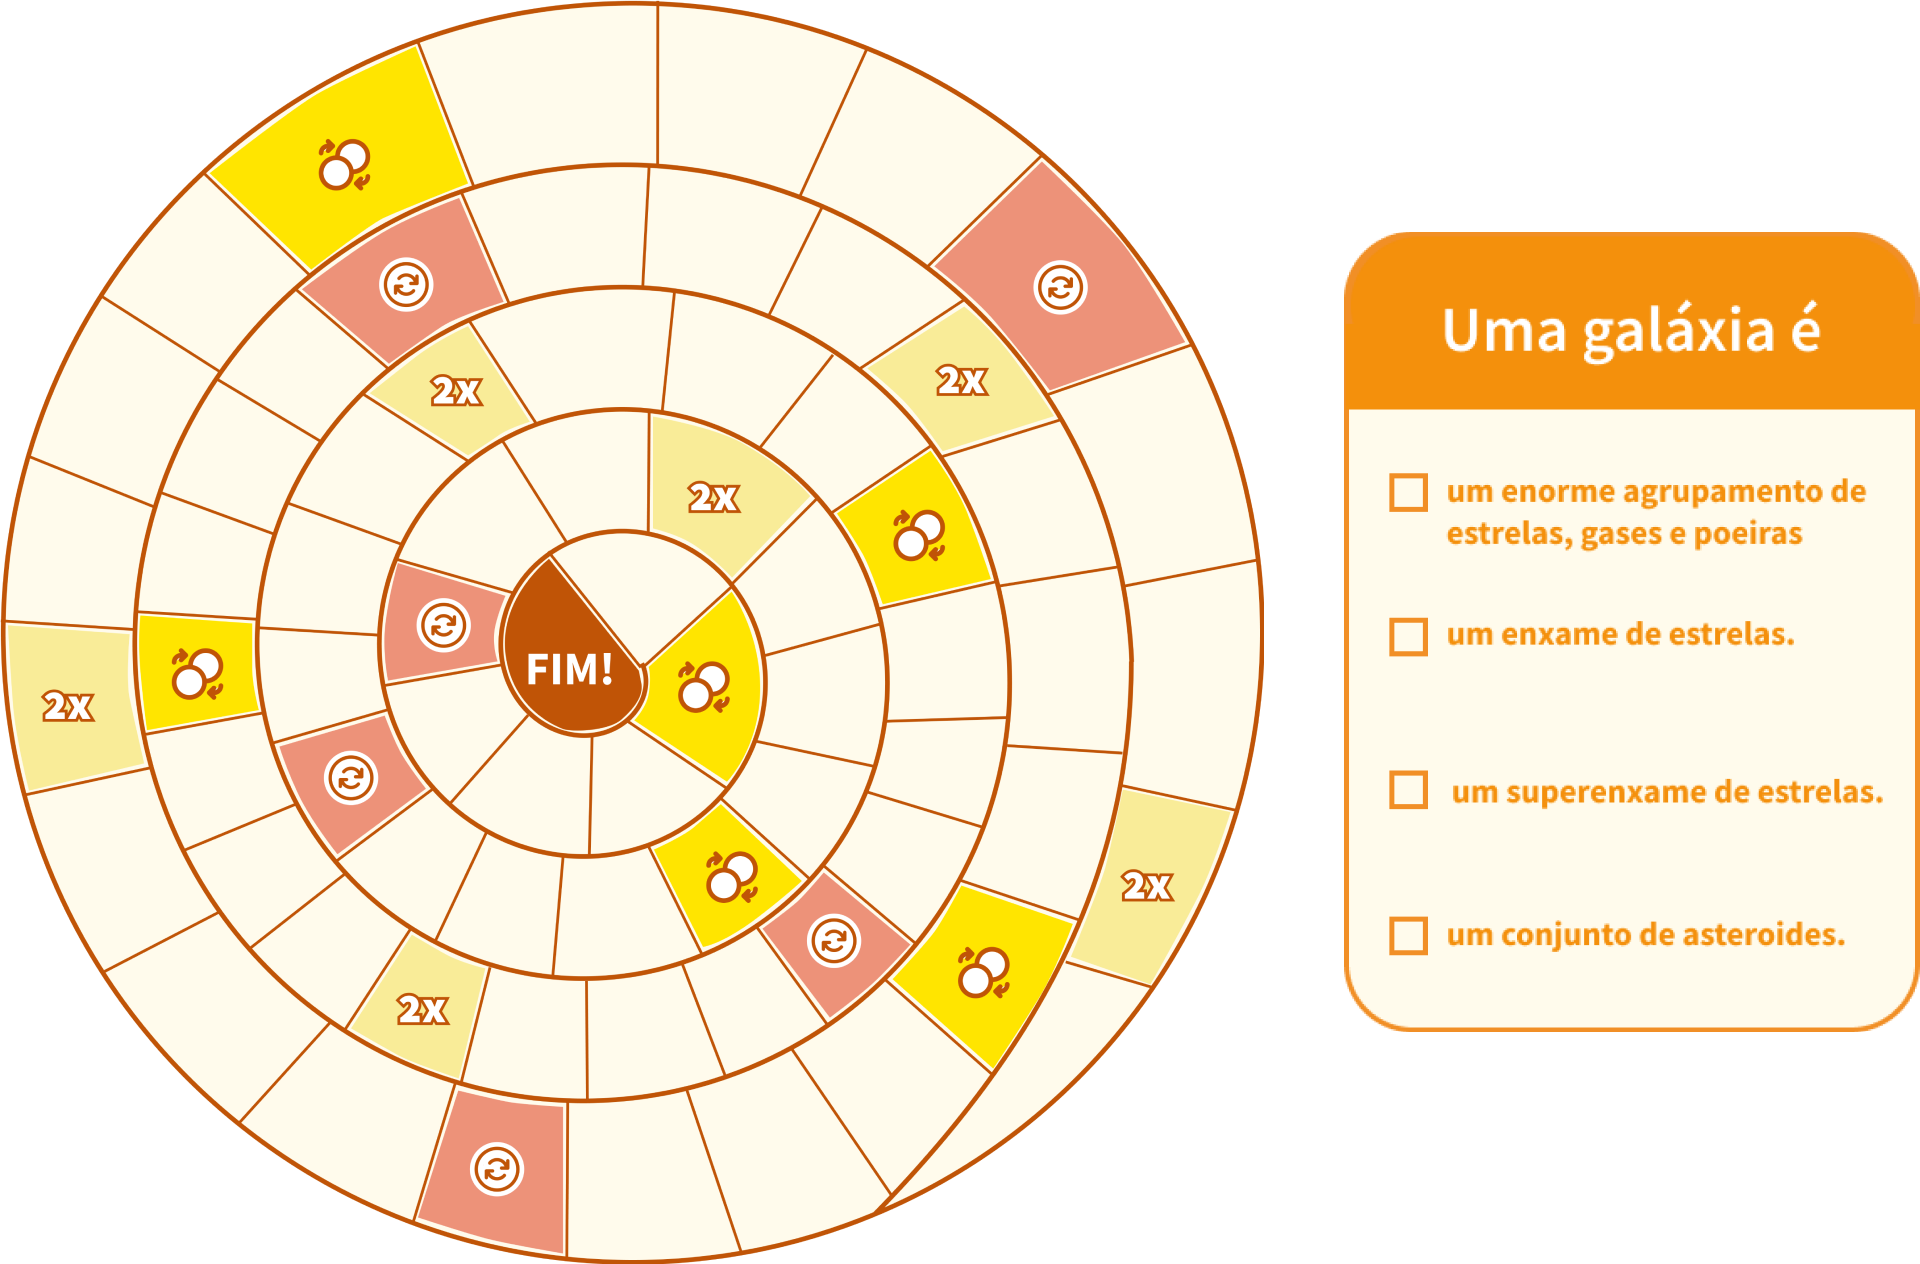 2x
2x
2x
2x
FIM!
2x
2x
2x
Uma galáxia é
um enorme agrupamento de
estrelas, gases e poeiras
um enxame de estrelas.
um superenxame de estrelas.
um conjunto de asteroides.